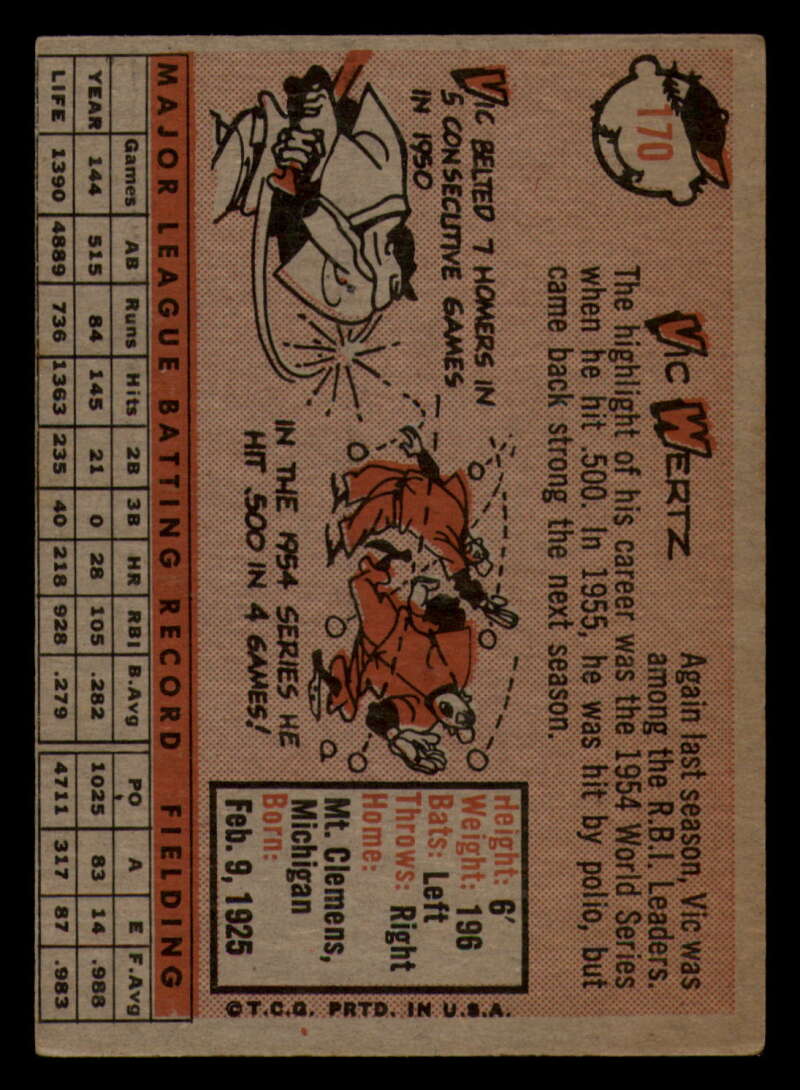 170
Vic Wertz
Again last season, Vic was
among the R.B.I. Leaders.
The highlight of his career was the 1954 World Series
when he hit .500. In 1955, he was hit by polio, but
came back strong the next season.
Vic BELTED 7 HOMERS IN
5 CONSECUTIVE GAMES
IN 1950
IN THE 1954 SERIES HE
HIT .500 IN 4 GAMES!
Height: 6'
Weight: 196
Bats: Left
Throws: Right
Home:
Mt. Clemens,
Michigan
Born:
Feb. 9, 1925
©T.C.G. PRTD. IN U.S.A.
MAJOR LEAGUE BATTING RECORD FIELDING
Games AB Runs Hits 2B 3B HR RBI B.Avg PO A E F.Avg
YEAR 144 515 84 145 21 0 28 105 .282 1025 83 14 .988
LIFE 1390 4889 736 1363 235 40 218 928 .279 4711 317 87 .983